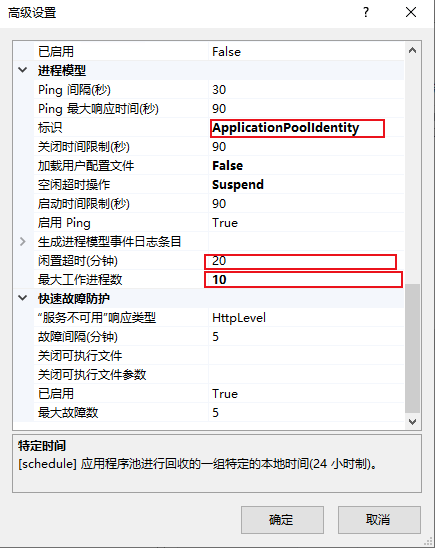 高级设置
已启用 False
进程模型
Ping 间隔(秒) 30
Ping 最大响应时间(秒) 90
标识 ApplicationPoolIdentity
关闭时间限制(秒) 90
加载用户配置文件 False
空闲超时操作 Suspend
启动时间限制(秒) 90
启用 Ping True
生成进程模型事件日志条目
闲置超时(分钟) 20
最大工作进程数 10
快速故障防护
“服务不可用”响应类型 HttpLevel
故障间隔(分钟) 5
关闭可执行文件
关闭可执行文件参数
已启用 True
最大故障数 5
特定时间
[schedule] 应用程序池进行回收的一组特定的本地时间(24 小时制)。
确定 取消